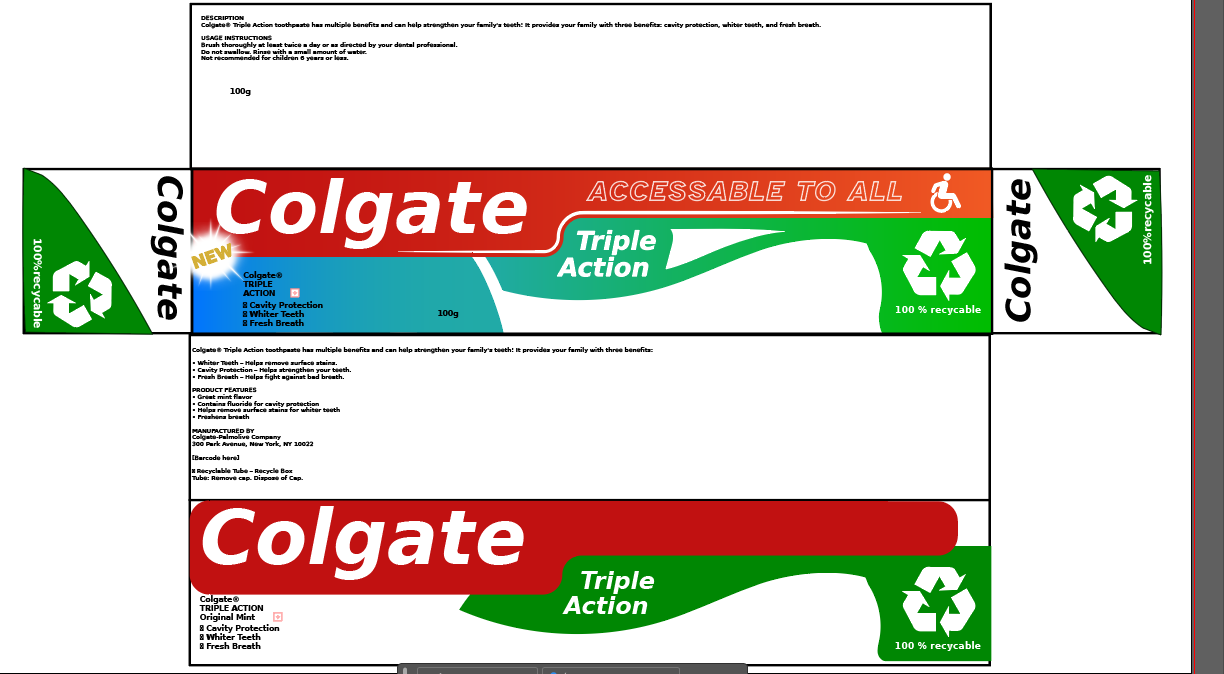 DESCRIPTION
Colgate® Triple Action toothpaste has multiple benefits and can help strengthen your family's teeth! It provides your family with three benefits: cavity protection, whiter teeth, and fresh breath.
USAGE INSTRUCTIONS
Brush thoroughly at least twice a day or as directed by your dental professional.
Do not swallow. Rinse with a small amount of water.
Not recommended for children 6 years or less.
100g
100%recycable
Colgate
Colgate
ACCESSABLE TO ALL
NEW
Triple
Action
Colgate®
TRIPLE
ACTION
Cavity Protection
Whiter Teeth
Fresh Breath
100g
100 % recycable
Colgate
100%recycable
Colgate® Triple Action toothpaste has multiple benefits and can help strengthen your family's teeth! It provides your family with three benefits:
• Whiter Teeth – Helps remove surface stains.
• Cavity Protection – Helps strengthen your teeth.
• Fresh Breath – Helps fight against bad breath.
PRODUCT FEATURES
• Great mint flavor
• Contains fluoride for cavity protection
• Helps remove surface stains for whiter teeth
• Freshens breath
MANUFACTURED BY
Colgate-Palmolive Company
300 Park Avenue, New York, NY 10022
[Barcode here]
Recyclable Tube – Recycle Box
Tube: Remove cap. Dispose of Cap.
Colgate
Triple
Action
Colgate®
TRIPLE ACTION
Original Mint
Cavity Protection
Whiter Teeth
Fresh Breath
100 % recycable